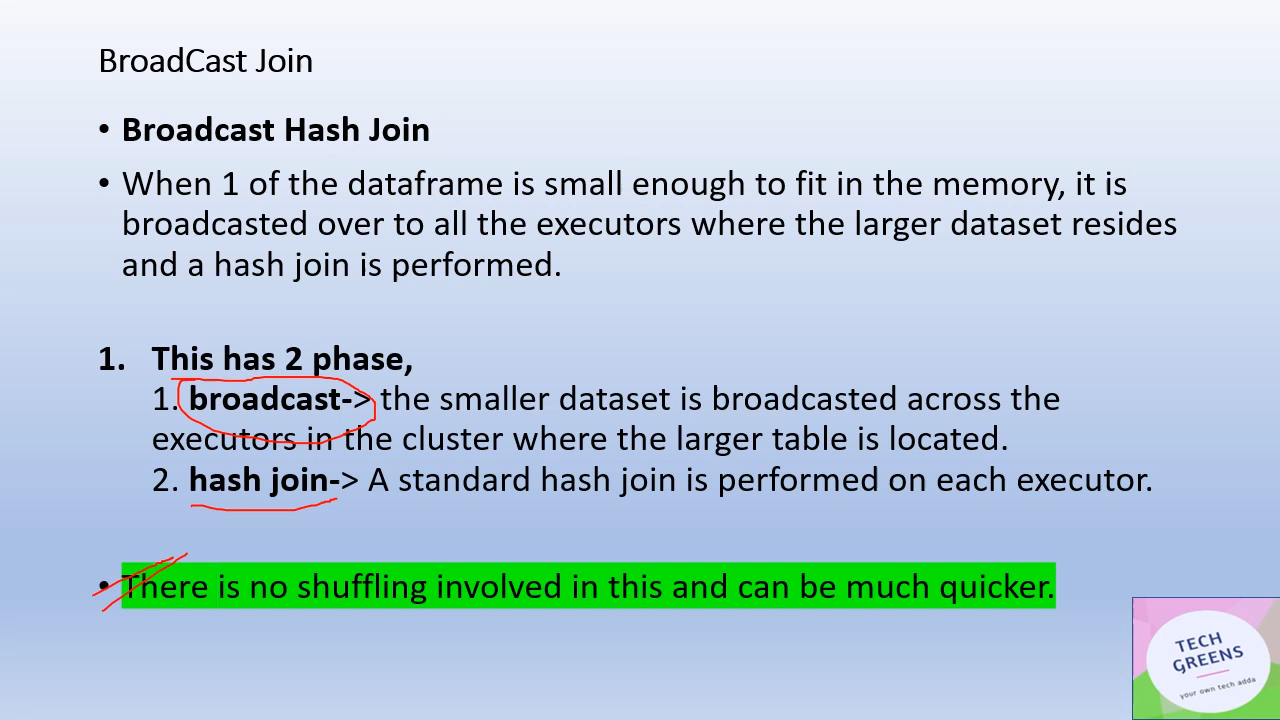 BroadCast Join
• Broadcast Hash Join
• When 1 of the dataframe is small enough to fit in the memory, it is
broadcasted over to all the executors where the larger dataset resides
and a hash join is performed.
1. This has 2 phase,
1. broadcast-> the smaller dataset is broadcasted across the
executors in the cluster where the larger table is located.
2. hash join-> A standard hash join is performed on each executor.
• There is no shuffling involved in this and can be much quicker.
TECH
GREENS
your own tech adda